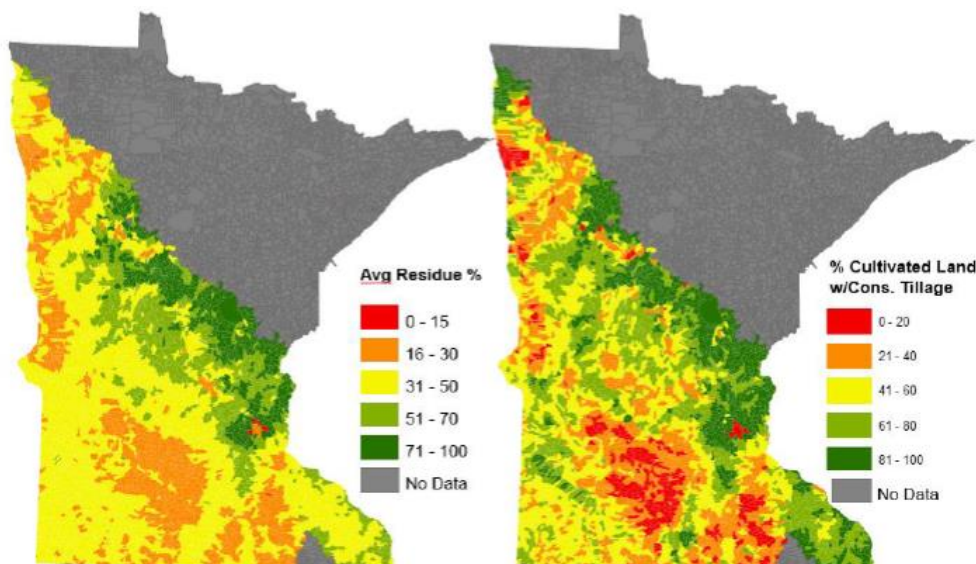 Avg Residue %
0 - 15
16 - 30
31 - 50
51 - 70
71 - 100
No Data
% Cultivated Land
w/Cons. Tillage
0 - 20
21 - 40
41 - 60
61 - 80
81 - 100
No Data